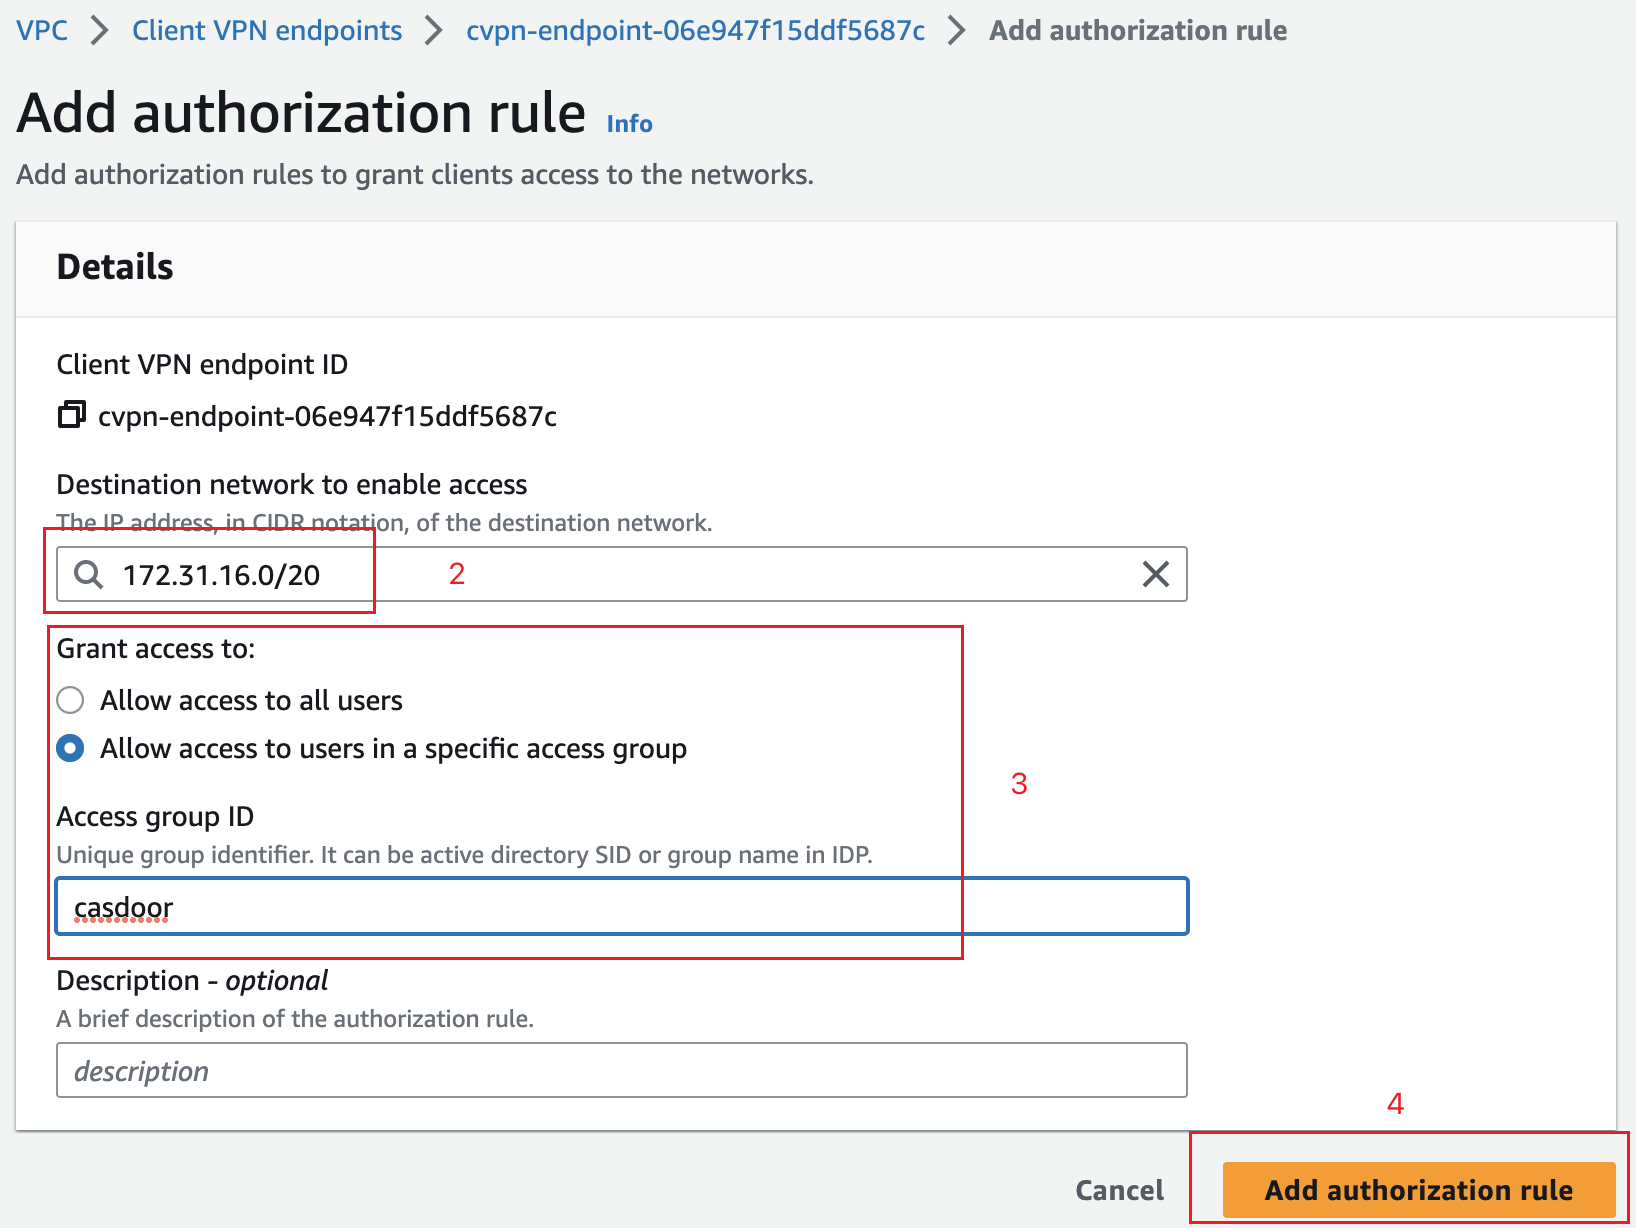 VPC > Client VPN endpoints > cvpn-endpoint-06e947f15ddf5687c > Add authorization rule
Add authorization rule Info
Add authorization rules to grant clients access to the networks.
Details
Client VPN endpoint ID
cvpn-endpoint-06e947f15ddf5687c
Destination network to enable access
The IP address, in CIDR notation, of the destination network.
172.31.16.0/20 2
Grant access to:
Allow access to all users
Allow access to users in a specific access group
3
Access group ID
Unique group identifier. It can be active directory SID or group name in IDP.
casdoor
Description - optional
A brief description of the authorization rule.
description
4
Cancel Add authorization rule